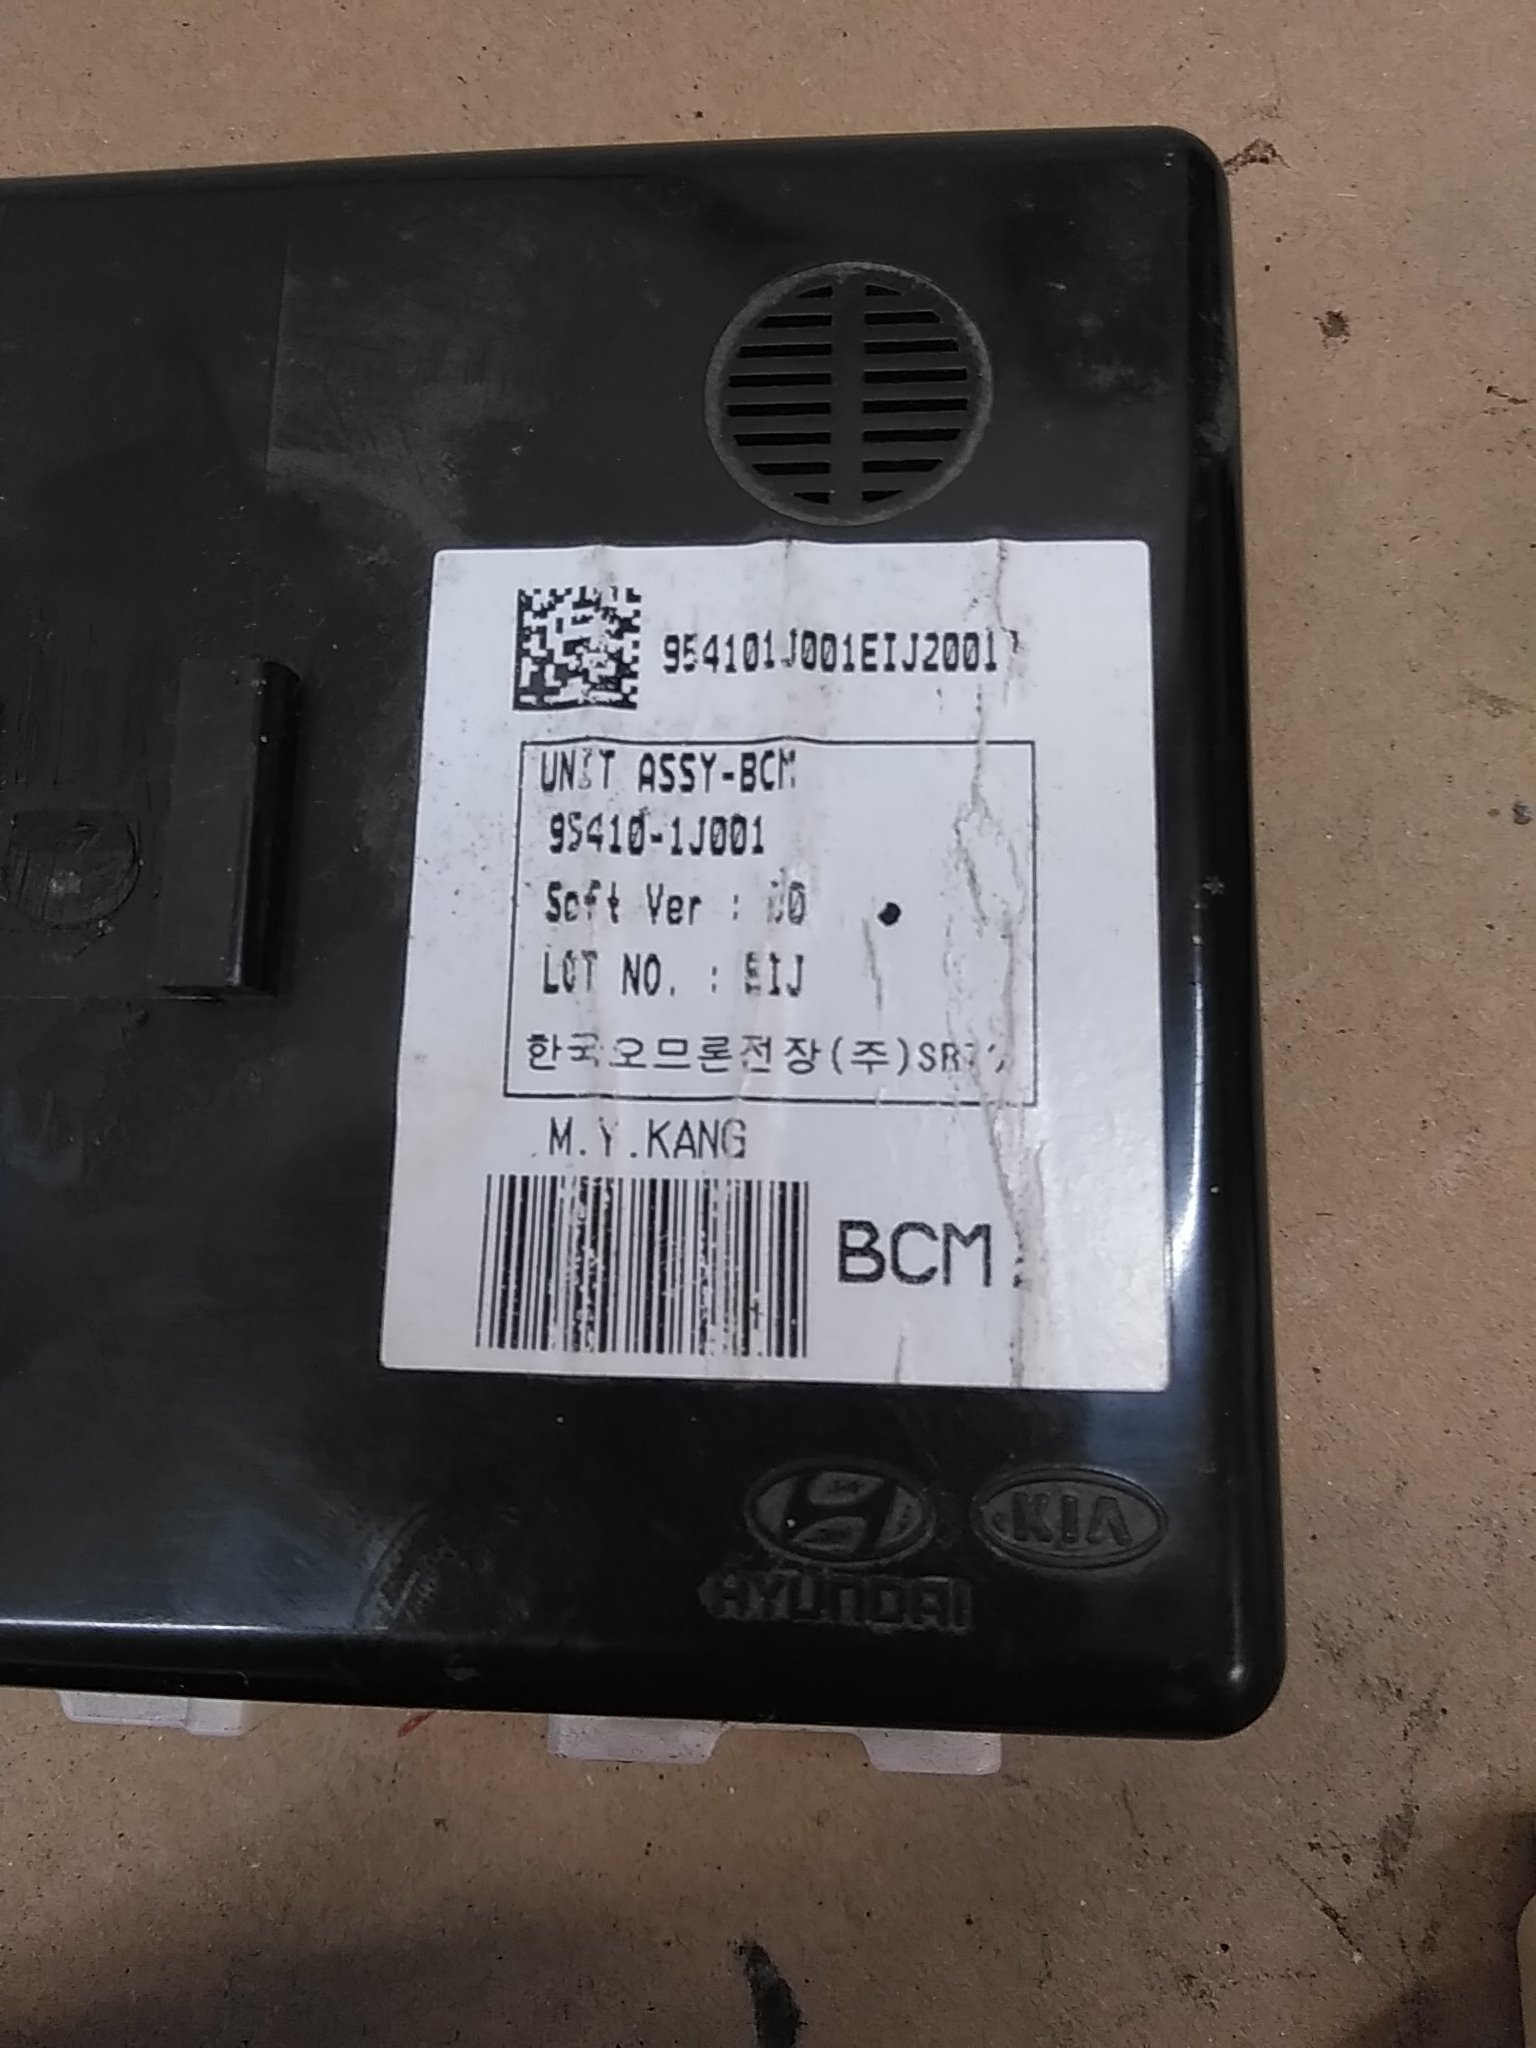 954101J001EIJ2001
UNIT ASSY-BCM
95410-1J001
Soft Ver :
LOT NO. : EIJ
한국오므론전장(주)
M.Y.KANG
BCM
KIA
HYUNDAI